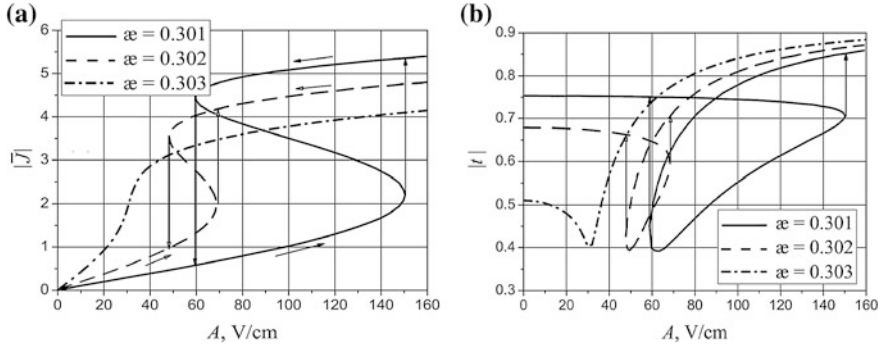 (a)
æ = 0.301
æ = 0.302
æ = 0.303
6
5
4
3
2
1
0
|J̅|
0 20 40 60 80 100 120 140 160
A, V/cm
(b)
0.9
0.8
0.7
0.6
0.5
0.4
0.3
|t|
æ = 0.301
æ = 0.302
æ = 0.303
0 20 40 60 80 100 120 140 160
A, V/cm